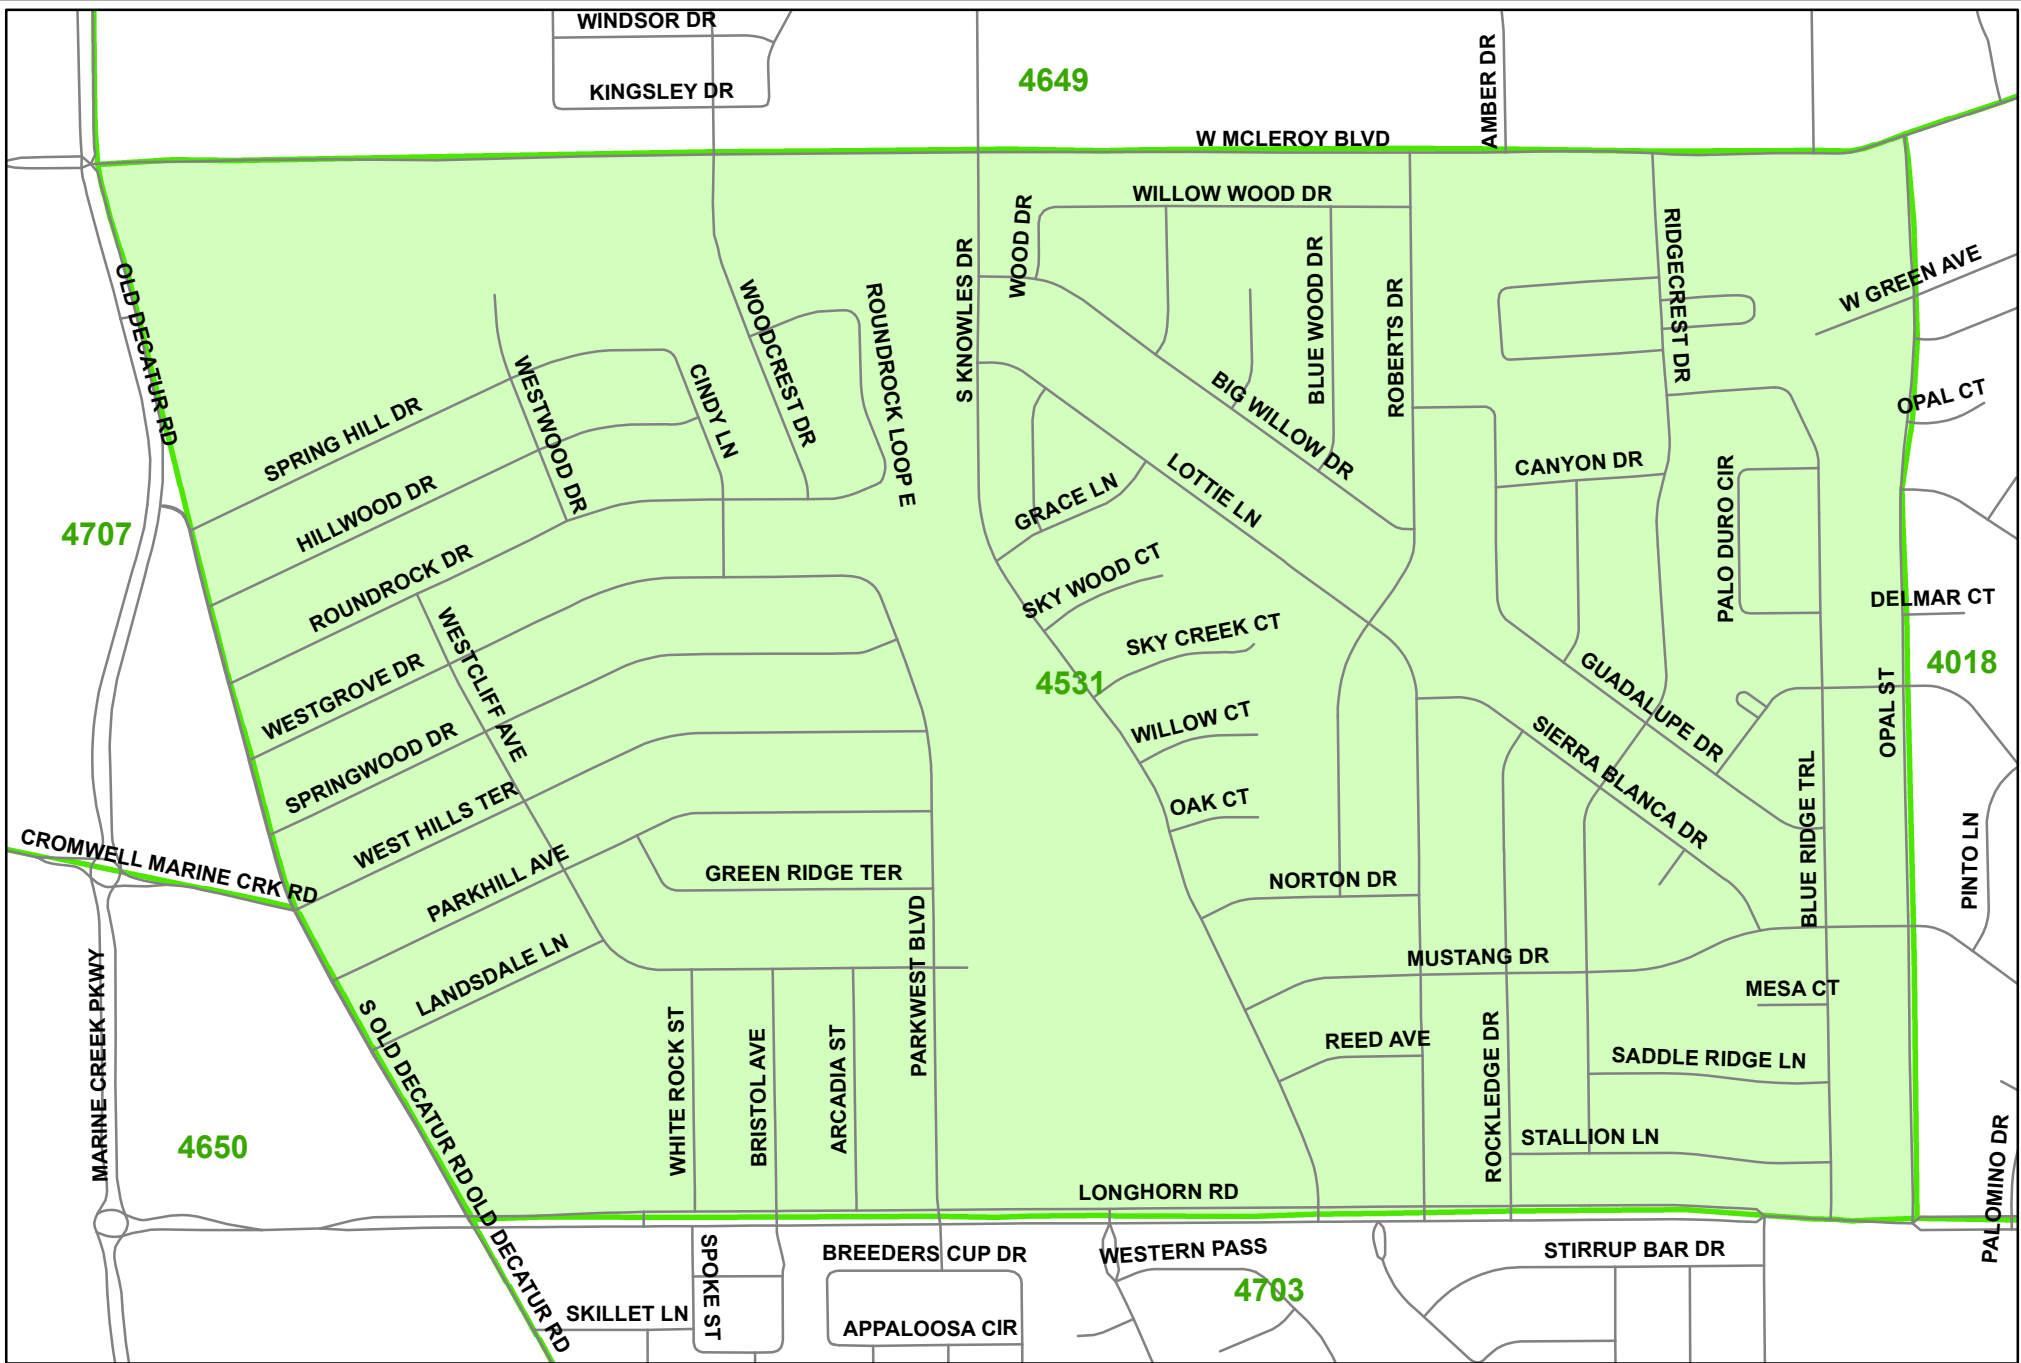 WINDSOR DR
KINGSLEY DR
4649
AMBER DR
W MCLEROY BLVD
WILLOW WOOD DR
WOOD DR
S KNOWLES DR
BLUE WOOD DR
ROBERTS DR
RIDGECREST DR
W GREEN AVE
OLD DECATUR RD
WOODCREST DR
ROUNDROCK LOOP E
WESTWOOD DR
CINDY LN
SPRING HILL DR
HILLWOOD DR
ROUNDROCK DR
BIG WILLOW DR
OPAL CT
LOTTIE LN
GRACE LN
CANYON DR
PALO DURO CIR
4707
SKY WOOD CT
SKY CREEK CT
DELMAR CT
4531
4018
WESTCLIFF AVE
WESTGROVE DR
SPRINGWOOD DR
WEST HILLS TER
PARKHILL AVE
LANDSDALE LN
WILLOW CT
OAK CT
GUADALUPE DR
SIERRA BLANCA DR
OPAL ST
BLUE RIDGE TRL
PINTO LN
CROMWELL MARINE CRK RD
GREEN RIDGE TER
NORTON DR
PARKWEST BLVD
MUSTANG DR
MESA CT
MARINE CREEK PKWY
S OLD DECATUR RD
WHITE ROCK ST
BRISTOL AVE
ARCADIA ST
REED AVE
ROCKLEDGE DR
SADDLE RIDGE LN
STALLION LN
4650
LONGHORN RD
PALOMINO DR
OLD DECATUR RD
SPOKE ST
BREEDERS CUP DR
WESTERN PASS
STIRRUP BAR DR
4703
SKILLET LN
APPALOOSA CIR